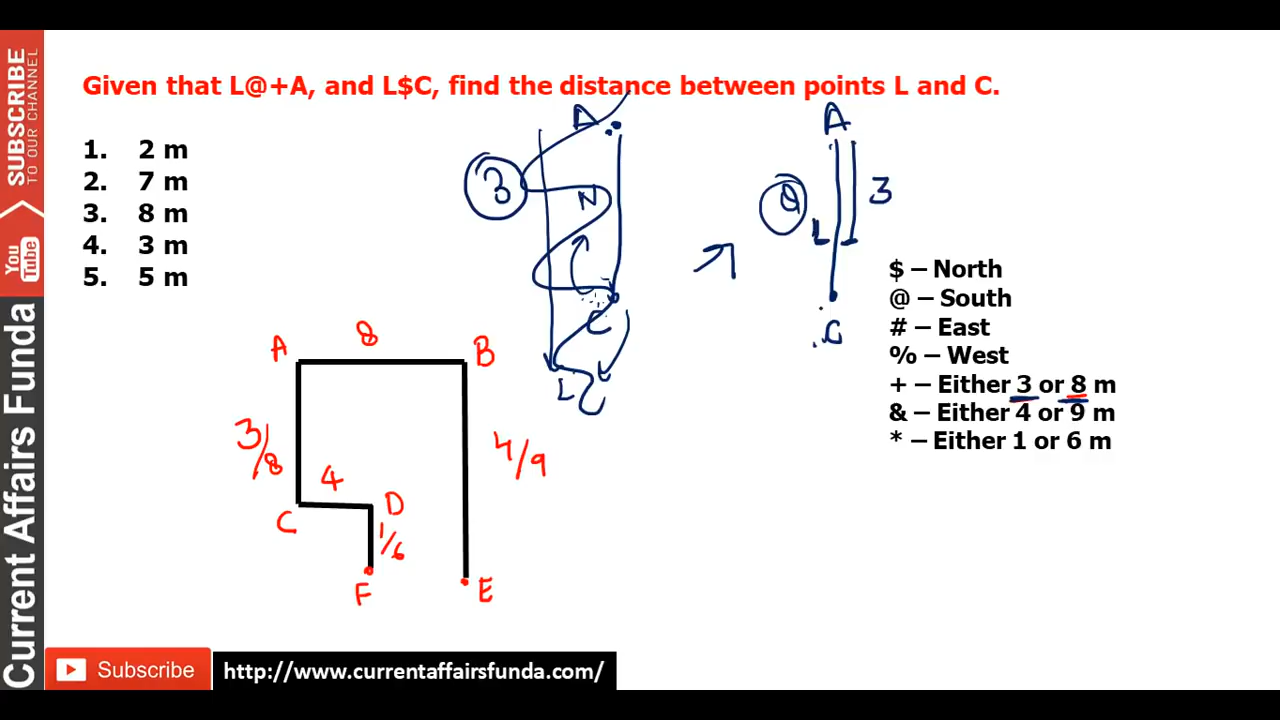 Given that L@+A, and L$C, find the distance between points L and C.
1. 2 m
2. 7 m
3. 8 m
4. 3 m
5. 5 m
A
3
N
C
L
A
3
L
C
$ – North
@ – South
# – East
% – West
+ – Either 3 or 8 m
& – Either 4 or 9 m
* – Either 1 or 6 m
A 8 B
3/8
4
4/9
C
D
1/6
F
E
SUBSCRIBE
TO OUR CHANNEL
You Tube
Current Affairs Funda
Subscribe
http://www.currentaffairsfunda.com/